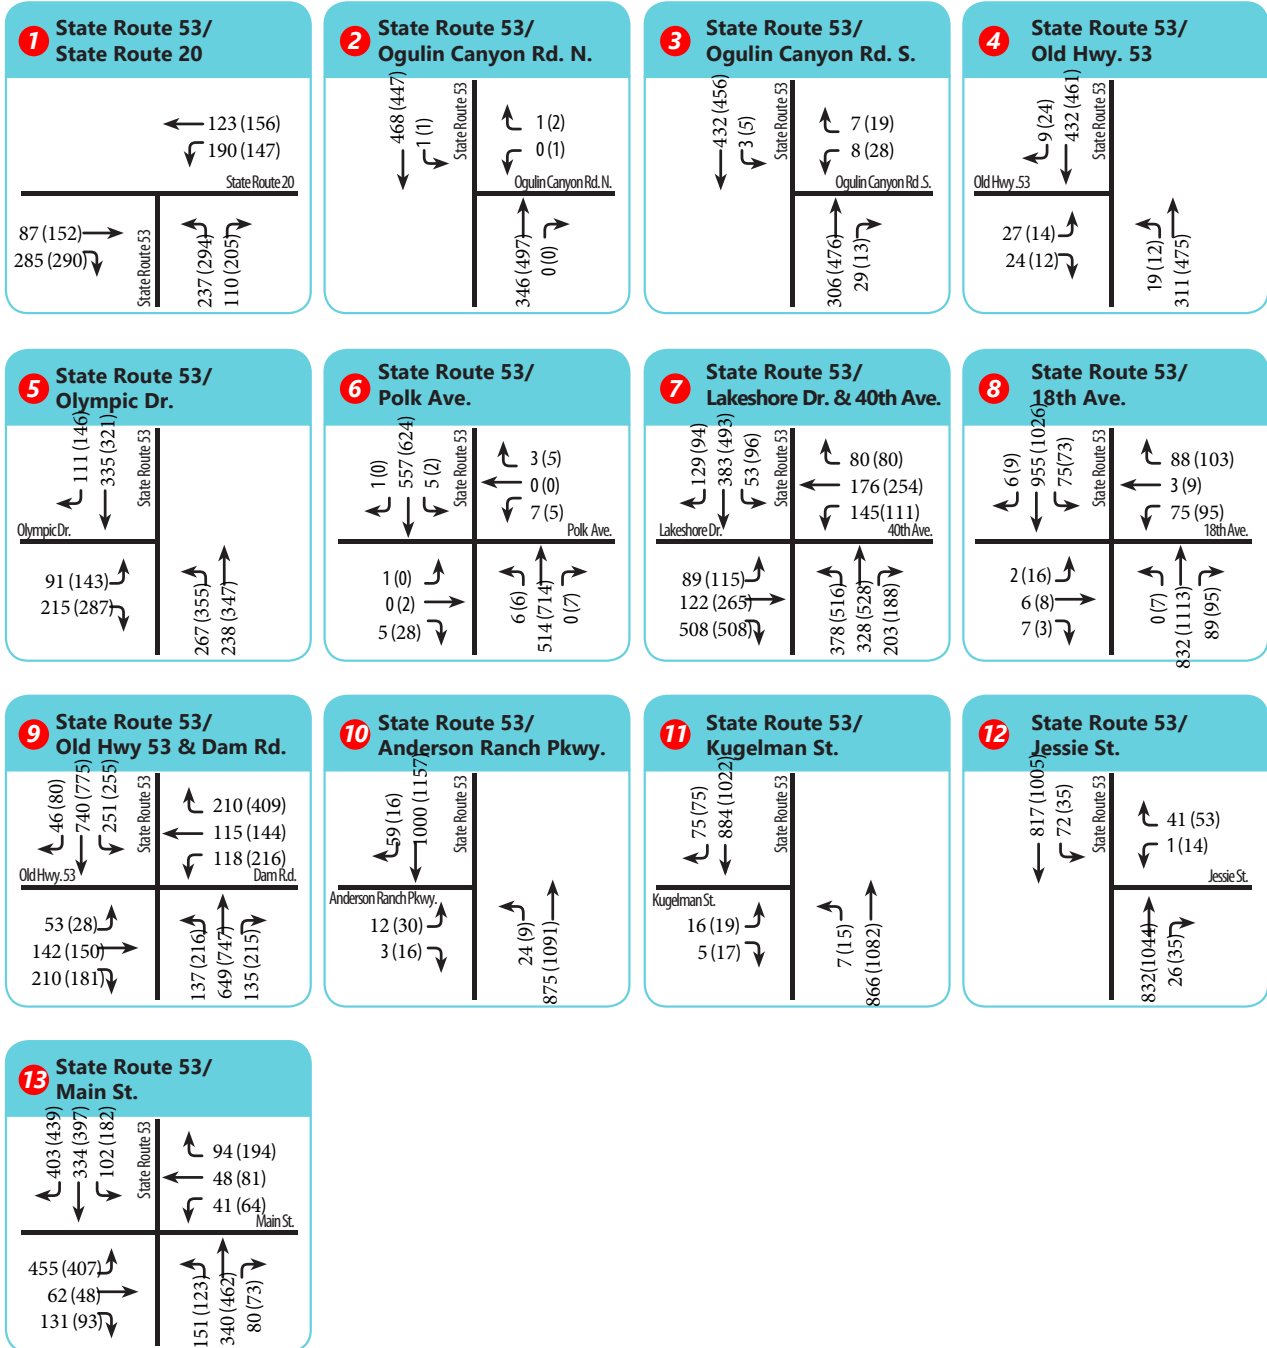 1
State Route 53/
State Route 20
123 (156)
190 (147)
State Route 20
87 (152)
285 (290)
State Route 53
237 (294)
110 (205)
2
State Route 53/
Ogulin Canyon Rd. N.
468 (447)
1 (1)
State Route 53
1 (2)
0 (1)
Ogulin Canyon Rd. N.
346 (497)
0 (0)
3
State Route 53/
Ogulin Canyon Rd. S.
432 (456)
3 (5)
State Route 53
7 (19)
8 (28)
Ogulin Canyon Rd .S.
306 (476)
29 (13)
4
State Route 53/
Old Hwy. 53
9 (24)
432 (461)
State Route 53
Old Hwy .53
27 (14)
24 (12)
19 (12)
311 (475)
5
State Route 53/
Olympic Dr.
111 (146)
335 (321)
State Route 53
Olympic Dr.
91 (143)
215 (287)
267 (355)
238 (347)
6
State Route 53/
Polk Ave.
1 (0)
557 (624)
5 (2)
State Route 53
3 (5)
0 (0)
7 (5)
Polk Ave.
1 (0)
0 (2)
5 (28)
6 (6)
514 (714)
0 (7)
7
State Route 53/
Lakeshore Dr. & 40th Ave.
129 (94)
383 (493)
53 (96)
State Route 53
80 (80)
176 (254)
145(111)
Lakeshore Dr.
40th Ave.
89 (115)
122 (265)
508 (508)
378 (516)
328 (528)
203 (188)
8
State Route 53/
18th Ave.
6 (9)
955 (1026)
75(73)
State Route 53
88 (103)
3 (9)
75 (95)
18th Ave.
2 (16)
6 (8)
7 (3)
0 (7)
832 (1113)
89 (95)
9
State Route 53/
Old Hwy 53 & Dam Rd.
46 (80)
740 (775)
251 (255)
State Route 53
210 (409)
115 (144)
118 (216)
Old Hwy. 53
Dam R.d.
53 (28)
142 (150)
210 (181)
137 (216)
649 (747)
135 (215)
10
State Route 53/
Anderson Ranch Pkwy.
59 (16)
1000 (1157)
State Route 53
Anderson Ranch Pkwy.
12 (30)
3 (16)
24 (9)
875 (1091)
11
State Route 53/
Kugelman St.
75 (75)
884 (1022)
State Route 53
Kugelman St.
16 (19)
5 (17)
7 (15)
866 (1082)
12
State Route 53/
Jessie St.
817 (1005)
72 (35)
State Route 53
41 (53)
1 (14)
Jessie St.
832(1044)
26 (35)
13
State Route 53/
Main St.
403 (439)
334 (397)
102 (182)
State Route 53
94 (194)
48 (81)
41 (64)
Main St.
455 (407)
62 (48)
131 (93)
151 (123)
340 (462)
80 (73)